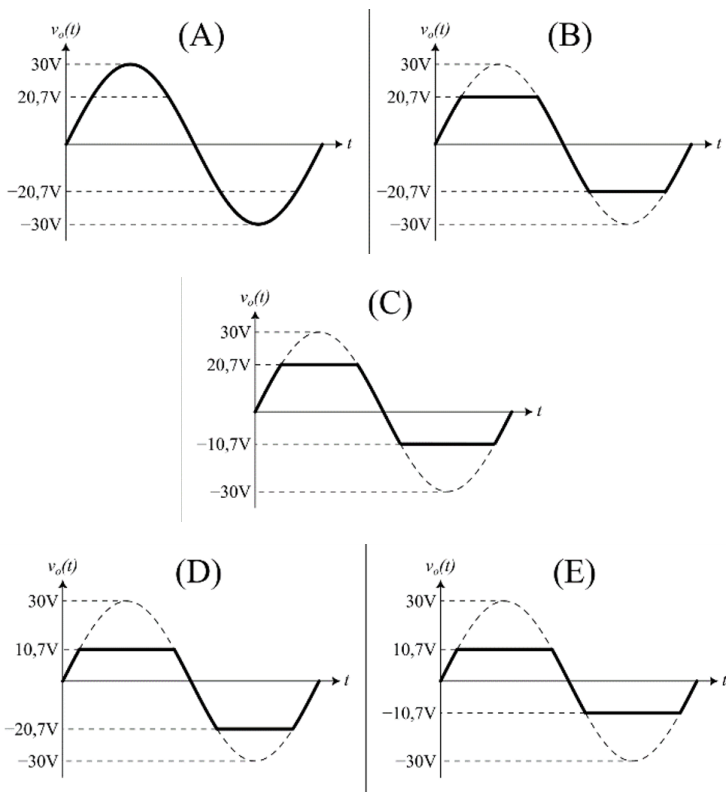 vₒ(t)
(A)
30V
20,7V
t
−20,7V
−30V
vₒ(t)
(B)
30V
20,7V
t
−20,7V
−30V
vₒ(t)
(C)
30V
20,7V
t
−10,7V
−30V
vₒ(t)
(D)
30V
10,7V
t
−20,7V
−30V
vₒ(t)
(E)
30V
10,7V
t
−10,7V
−30V